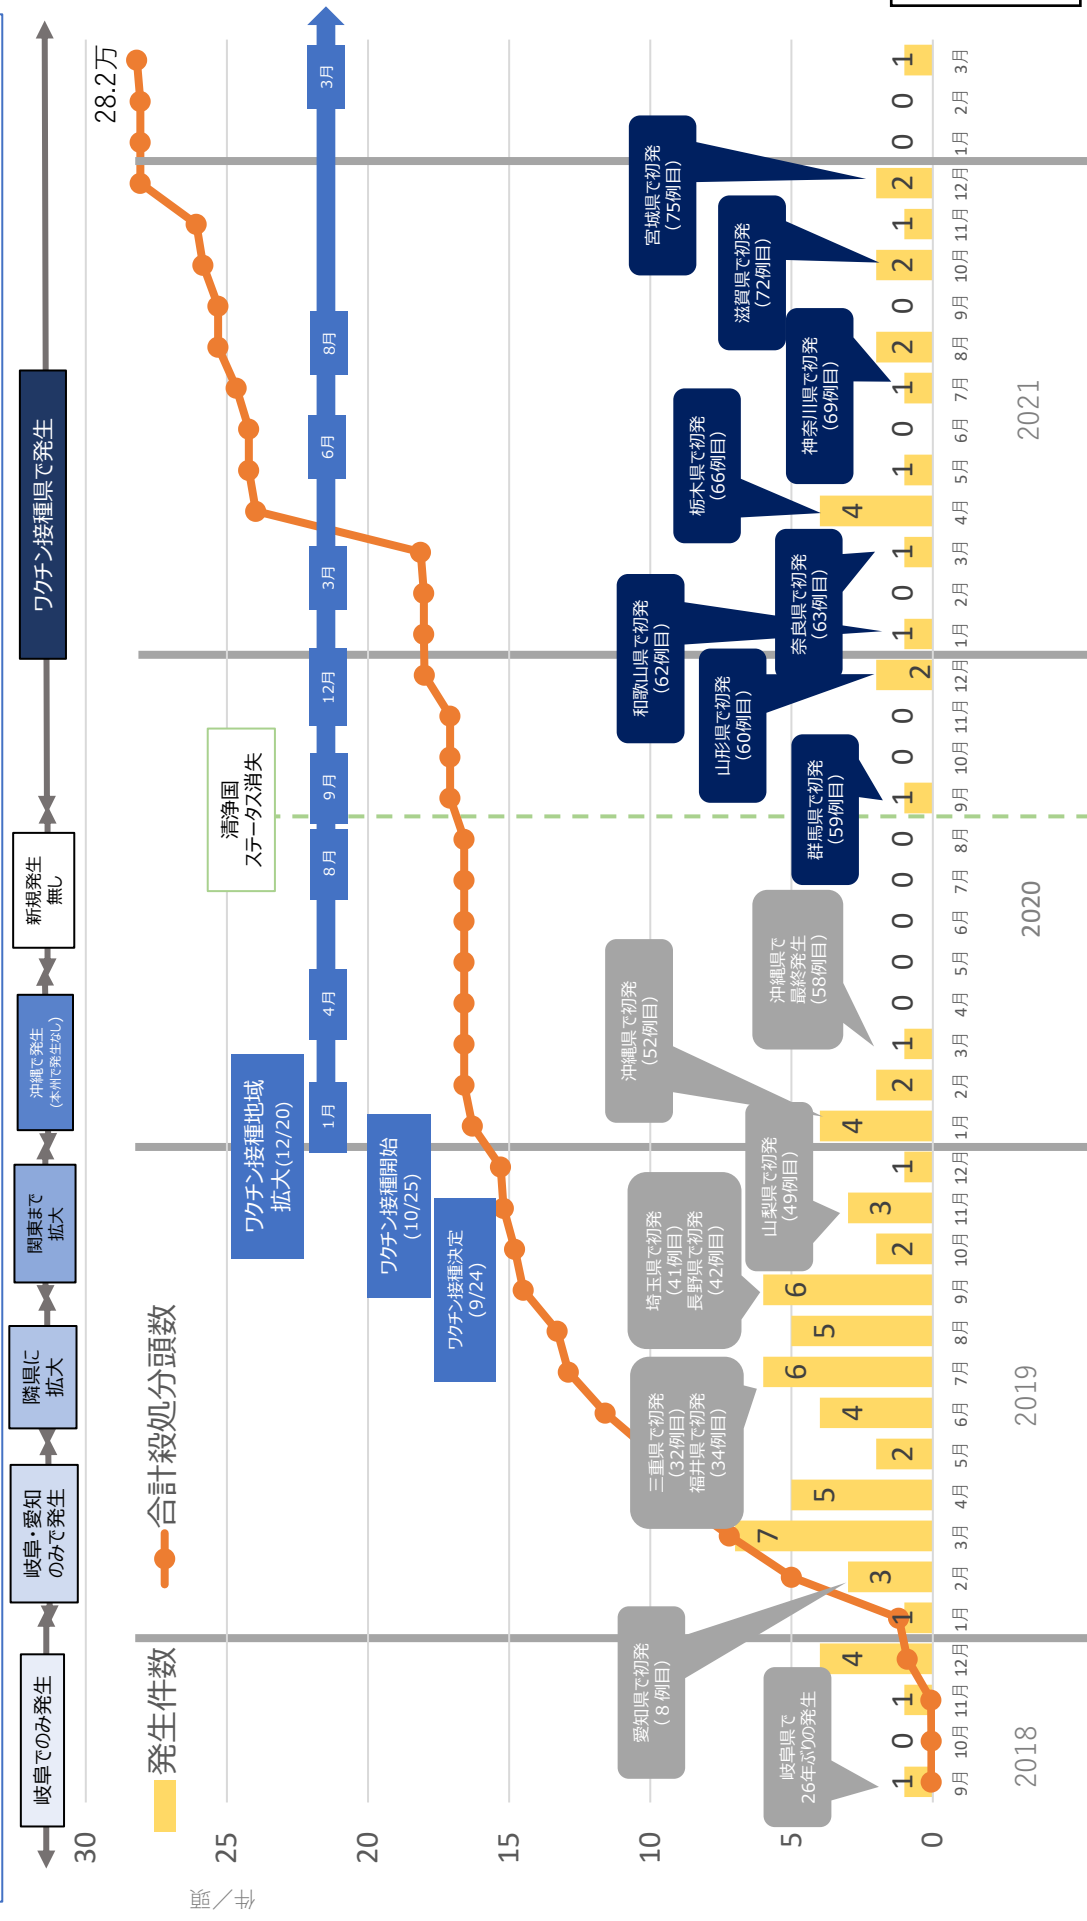 岐阜でのみ発生
岐阜・愛知
のみで発生
隣県に
拡大
関東まで
拡大
沖縄で発生
(本州で発生なし)
新規発生
無し
ワクチン接種県で発生
発生件数
合計殺処分頭数
28.2万
件／頭
30
25
20
15
10
5
0
ワクチン接種地域
拡大(12/20)
ワクチン接種開始
(10/25)
ワクチン接種決定
(9/24)
清浄国
ステータス消失
1月
4月
8月
9月
12月
3月
6月
8月
3月
岐阜県で
26年ぶりの発生
愛知県で初発
(８例目)
三重県で初発
(32例目)
福井県で初発
(34例目)
埼玉県で初発
(41例目)
長野県で初発
(42例目)
山梨県で初発
(49例目)
沖縄県で初発
(52例目)
沖縄県で
最終発生
(58例目)
群馬県で初発
(59例目)
山形県で初発
(60例目)
和歌山県で初発
(62例目)
奈良県で初発
(63例目)
栃木県で初発
(66例目)
神奈川県で初発
(69例目)
滋賀県で初発
(72例目)
宮城県で初発
(75例目)
1 0 1 4 1 3 7 5 2 4 6 5 6 2 3 1 4 2 1 0 0 0 0 0 1 0 0 2 1 0 1 4 1 0 1 2 0 2 1 2 0 0 1
9月 10月 11月 12月 1月 2月 3月 4月 5月 6月 7月 8月 9月 10月 11月 12月 1月 2月 3月 4月 5月 6月 7月 8月 9月 10月 11月 12月 1月 2月 3月 4月 5月 6月 7月 8月 9月 10月 11月 12月 1月 2月 3月
2018 2019 2020 2021